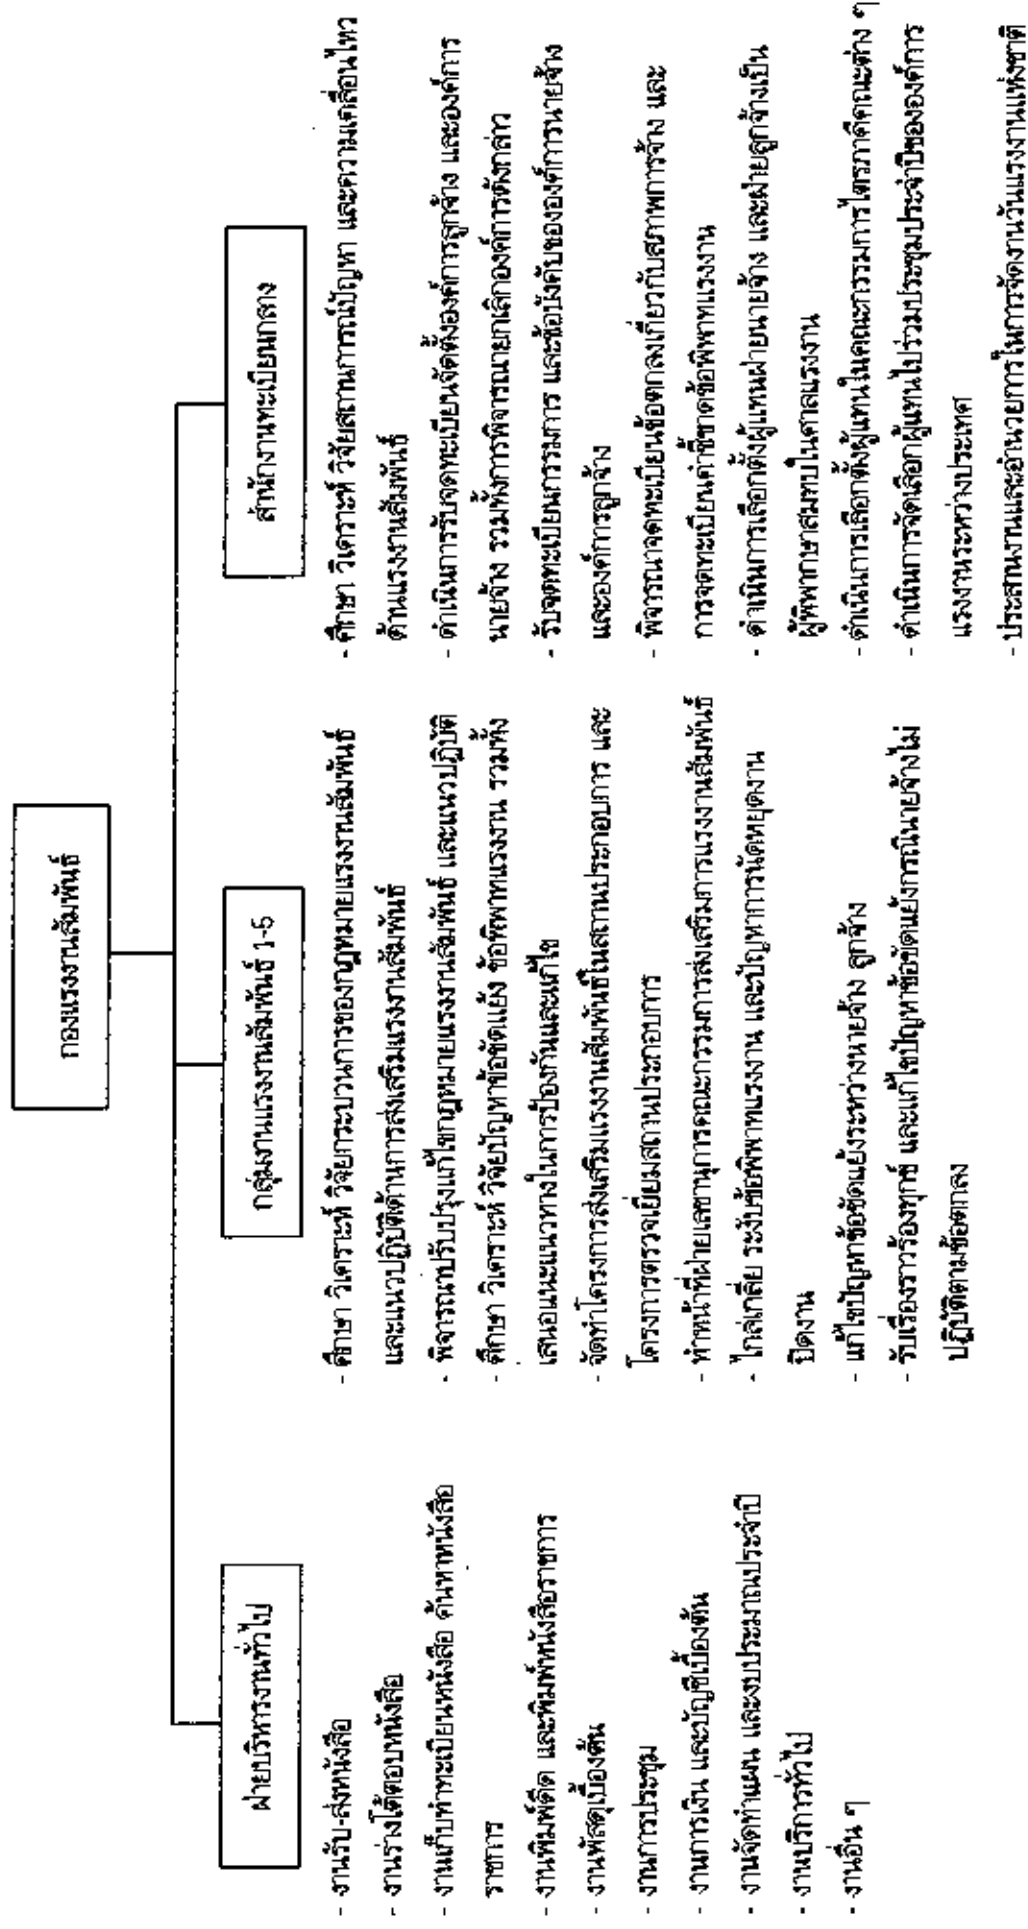 กองแรงงานสัมพันธ์
ฝ่ายบริหารงานทั่วไป
- งานรับ-ส่งหนังสือ
- งานร่างโต้ตอบหนังสือ
- งานเก็บทำทะเบียนหนังสือ ค้นหาหนังสือ
ราชการ
- งานพิมพ์ดีด และพิมพ์หนังสือราชการ
- งานพัสดุเบื้องต้น
- งานการประชุม
- งานการเงิน และบัญชีเบื้องต้น
- งานจัดทำแผน และงบประมาณประจำปี
- งานบริการทั่วไป
- งานอื่น ๆ
กลุ่มงานแรงงานสัมพันธ์ 1-5
- ศึกษา วิเคราะห์ วิจัยกระบวนการของกฎหมายแรงงานสัมพันธ์
และแนวปฏิบัติด้านการส่งเสริมแรงงานสัมพันธ์
- พิจารณาปรับปรุงแก้ไขกฎหมายแรงงานสัมพันธ์ และแนวปฏิบัติ
- ศึกษา วิเคราะห์ วิจัยปัญหาข้อขัดแย้ง ข้อพิพาทแรงงาน รวมทั้ง
เสนอแนะแนวทางในการป้องกันและแก้ไข
- จัดทำโครงการส่งเสริมแรงงานสัมพันธ์ในสถานประกอบการ และ
โครงการตรวจเยี่ยมสถานประกอบการ
- ทำหน้าที่ฝ่ายเลขานุการคณะกรรมการส่งเสริมการแรงงานสัมพันธ์
- ไกล่เกลี่ย ระงับข้อพิพาทแรงงาน และปัญหาการนัดหยุดงาน
ปิดงาน
- แก้ไขปัญหาข้อขัดแย้งระหว่างนายจ้าง ลูกจ้าง
- รับเรื่องราวร้องทุกข์ และแก้ไขปัญหาข้อขัดแย้งกรณีนายจ้างไม่
ปฏิบัติตามข้อตกลง
สำนักงานทะเบียนกลาง
- ศึกษา วิเคราะห์ วิจัยสถานการณ์ปัญหา และความเคลื่อนไหว
ด้านแรงงานสัมพันธ์
- ดำเนินการรับจดทะเบียนจัดตั้งองค์การลูกจ้าง และองค์การ
นายจ้าง รวมทั้งการพิจารณายกเลิกองค์การดังกล่าว
- รับจดทะเบียนกรรมการ และข้อบังคับขององค์การนายจ้าง
และองค์การลูกจ้าง
- พิจารณาจดทะเบียนข้อตกลงเกี่ยวกับสภาพการจ้าง และ
การจดทะเบียนคำชี้ขาดข้อพิพาทแรงงาน
- ดำเนินการเลือกตั้งผู้แทนฝ่ายนายจ้าง และฝ่ายลูกจ้างเป็น
ผู้พิพากษาสมทบในศาลแรงงาน
- ดำเนินการเลือกตั้งผู้แทนในคณะกรรมการไตรภาคีคณะต่าง ๆ
- ดำเนินการจัดเลือกผู้แทนไปร่วมประชุมประจำปีขององค์การ
แรงงานระหว่างประเทศ
- ประสานงานและอำนวยการในการจัดงานวันแรงงานแห่งชาติ